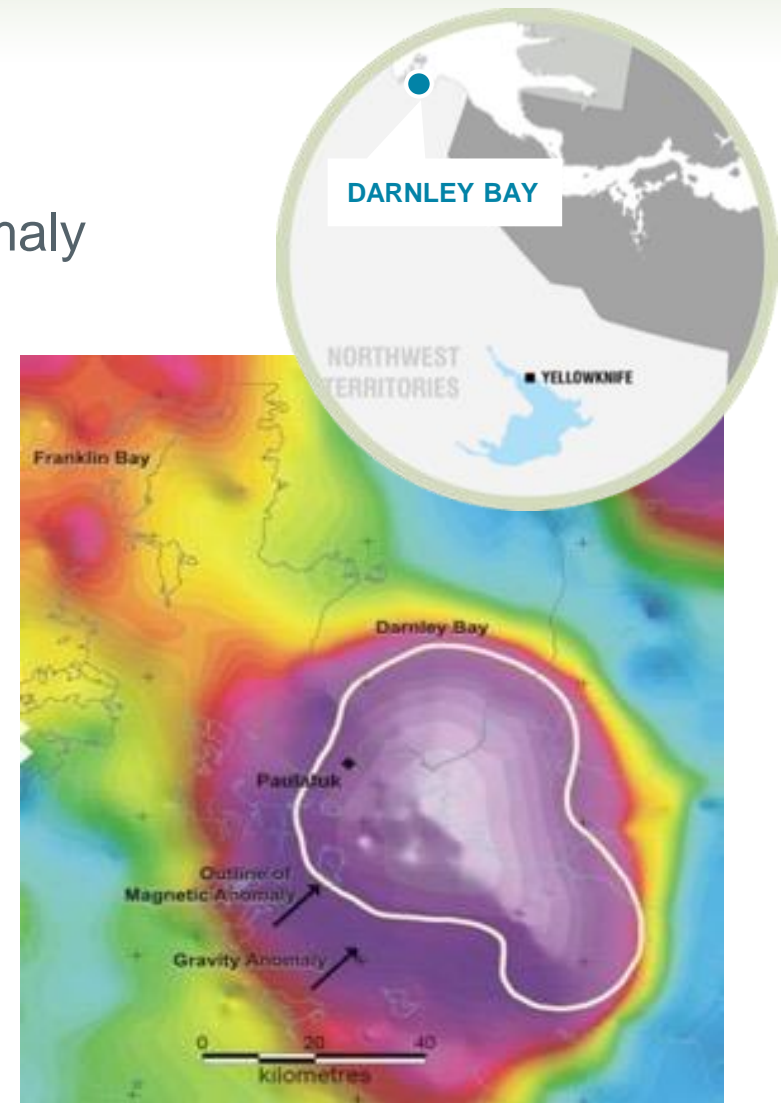 naly
DARNLEY BAY
NORTHWEST
TERRITORIES
YELLOWKNIFE
Franklin Bay
Darnley Bay
Paulatuk
Outline of
Magnetic Anomaly
Gravity Anomaly
0 20 40
kilometres